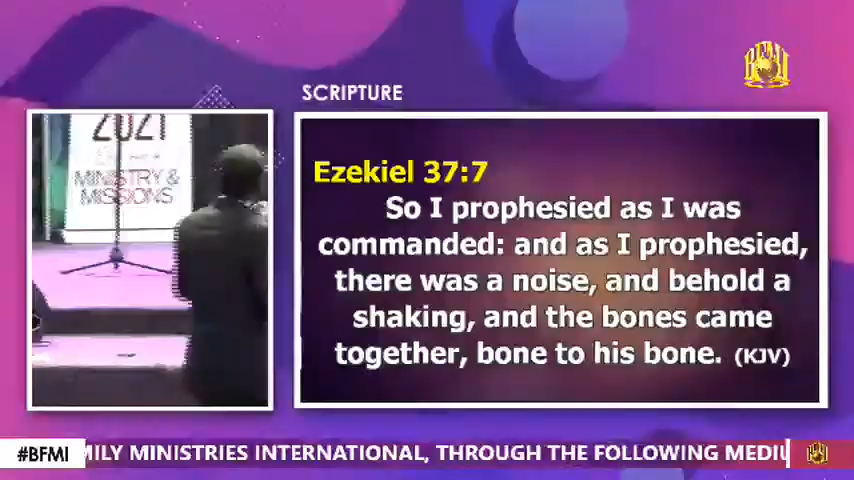 BFMI
SCRIPTURE
2021
MINISTRY &
MISSIONS
Ezekiel 37:7
So I prophesied as I was
commanded: and as I prophesied,
there was a noise, and behold a
shaking, and the bones came
together, bone to his bone. (KJV)
#BFMI
MILY MINISTRIES INTERNATIONAL, THROUGH THE FOLLOWING MEDIU